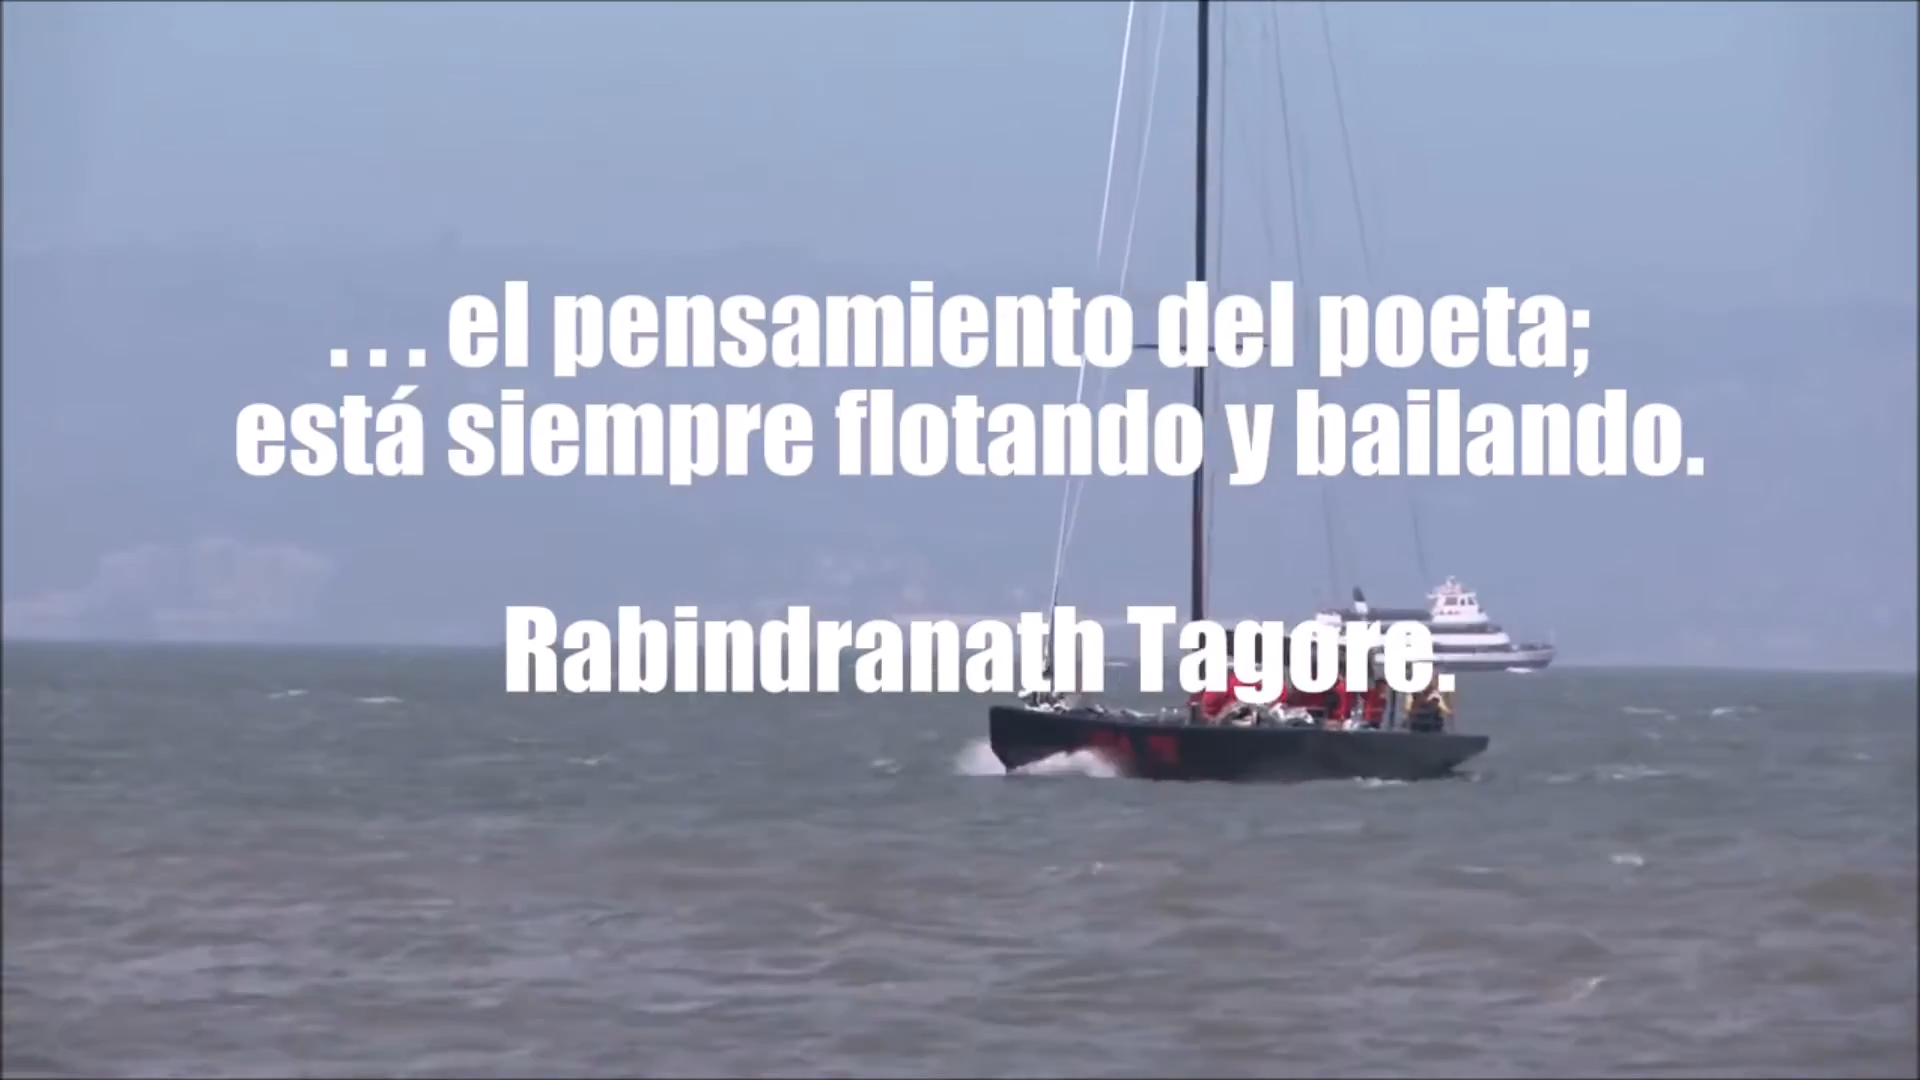 . . . el pensamiento del poeta;
está siempre flotando y bailando.
Rabindranath Tagore.